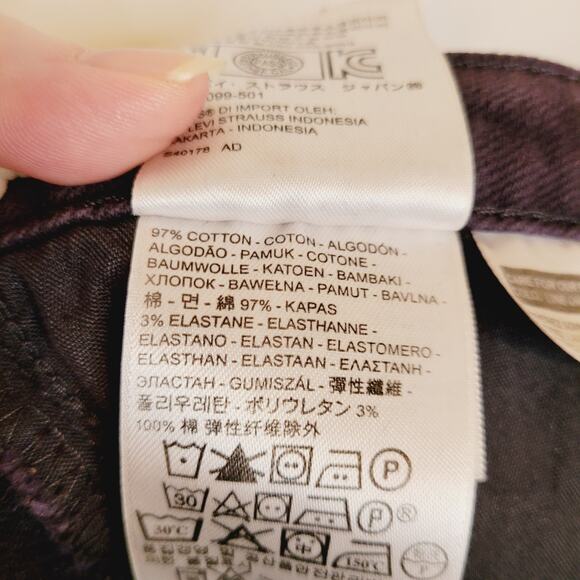 イ・ストラウス ジャパン㈱
099-501
DI IMPORT OLEH:
LEVI STRAUSS INDONESIA
JAKARTA - INDONESIA
S40178 AD
97% COTTON - COTON - ALGODÓN -
ALGODÃO - PAMUK - COTONE -
BAUMWOLLE - KATOEN - BAMBAKI -
ХЛОПОК - BAWEŁNA - PAMUT - BAVLNA -
棉 - 면 - 綿 97% - KAPAS
3% ELASTANE - ELASTHANNE -
ELASTANO - ELASTAN - ELASTOMERO -
ELASTHAN - ELASTAAN - ΕΛΑΣΤΑΝΗ -
ЭЛАСТАН - GUMISZÁL - 彈性纖維 -
폴리우레탄 - ポリウレタン 3%
100% 棉 弹性纤维除外
P
30
P ®
30°C 中 150℃